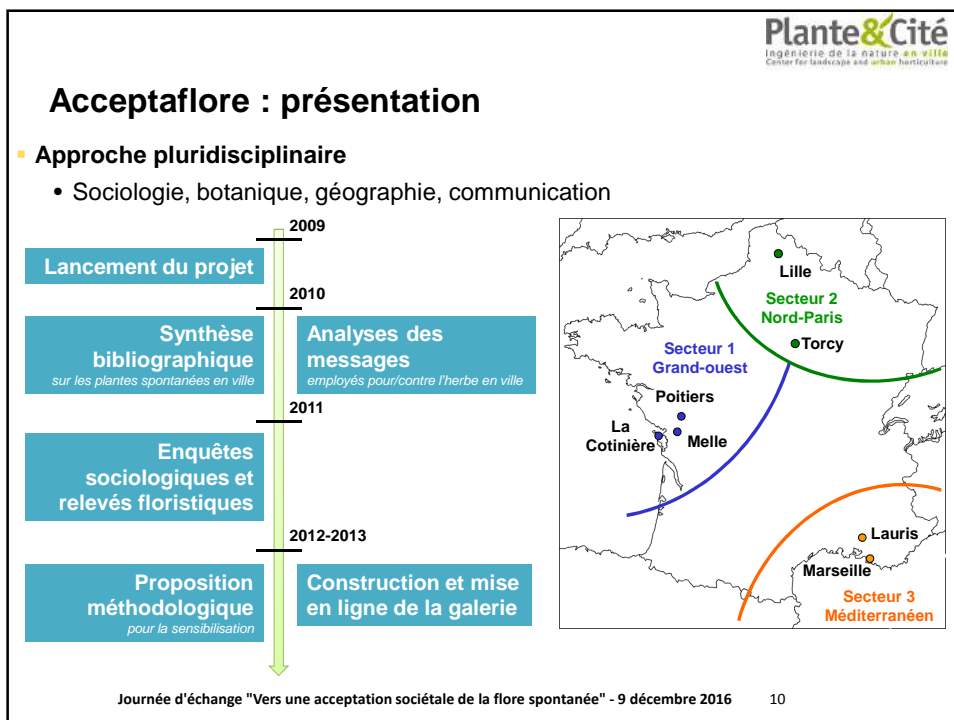 Plante&Cité
Ingénierie de la nature en ville
Center for landscape and urban horticulture
Acceptaflore : présentation
Approche pluridisciplinaire
• Sociologie, botanique, géographie, communication
2009
Lancement du projet
2010
Synthèse
bibliographique
sur les plantes spontanées en ville
Analyses des
messages
employés pour/contre l'herbe en ville
2011
Enquêtes
sociologiques et
relevés floristiques
2012-2013
Proposition
méthodologique
pour la sensibilisation
Construction et mise
en ligne de la galerie
Lille
Secteur 2
Nord-Paris
Torcy
Secteur 1
Grand-ouest
Poitiers
La
Cotinière
Melle
Lauris
Marseille
Secteur 3
Méditerranéen
Journée d'échange "Vers une acceptation sociétale de la flore spontanée" - 9 décembre 2016
10